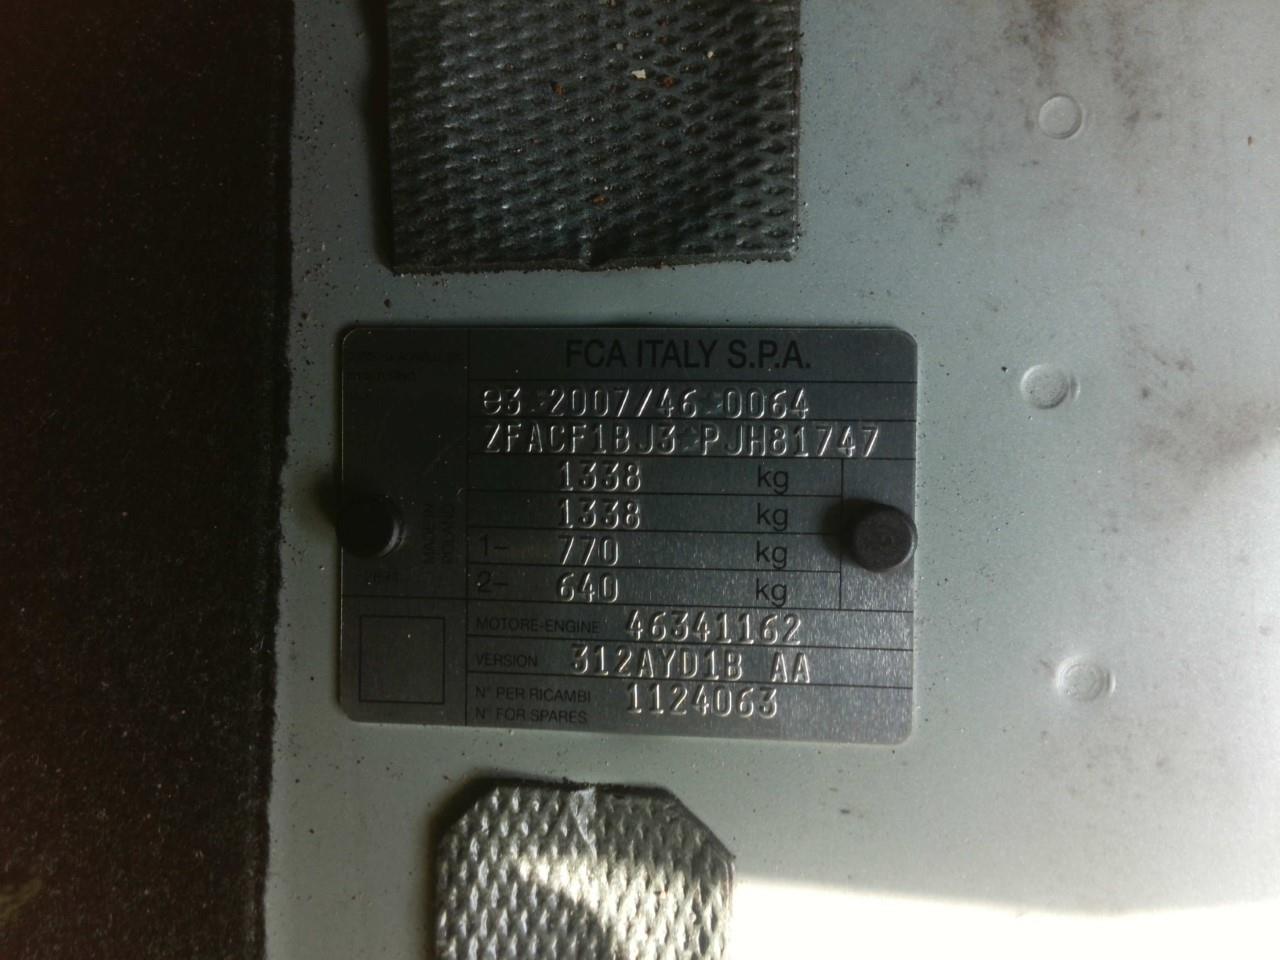 FCA ITALY S.P.A.
e3*2007/46*0064
ZFACF1BJ3*PJH81747
1338 kg
1338 kg
1- 770 kg
2- 640 kg
MOTORE-ENGINE 46341162
VERSION 312AYD1B AA
N° PER RICAMBI
N° FOR SPARES 1124063